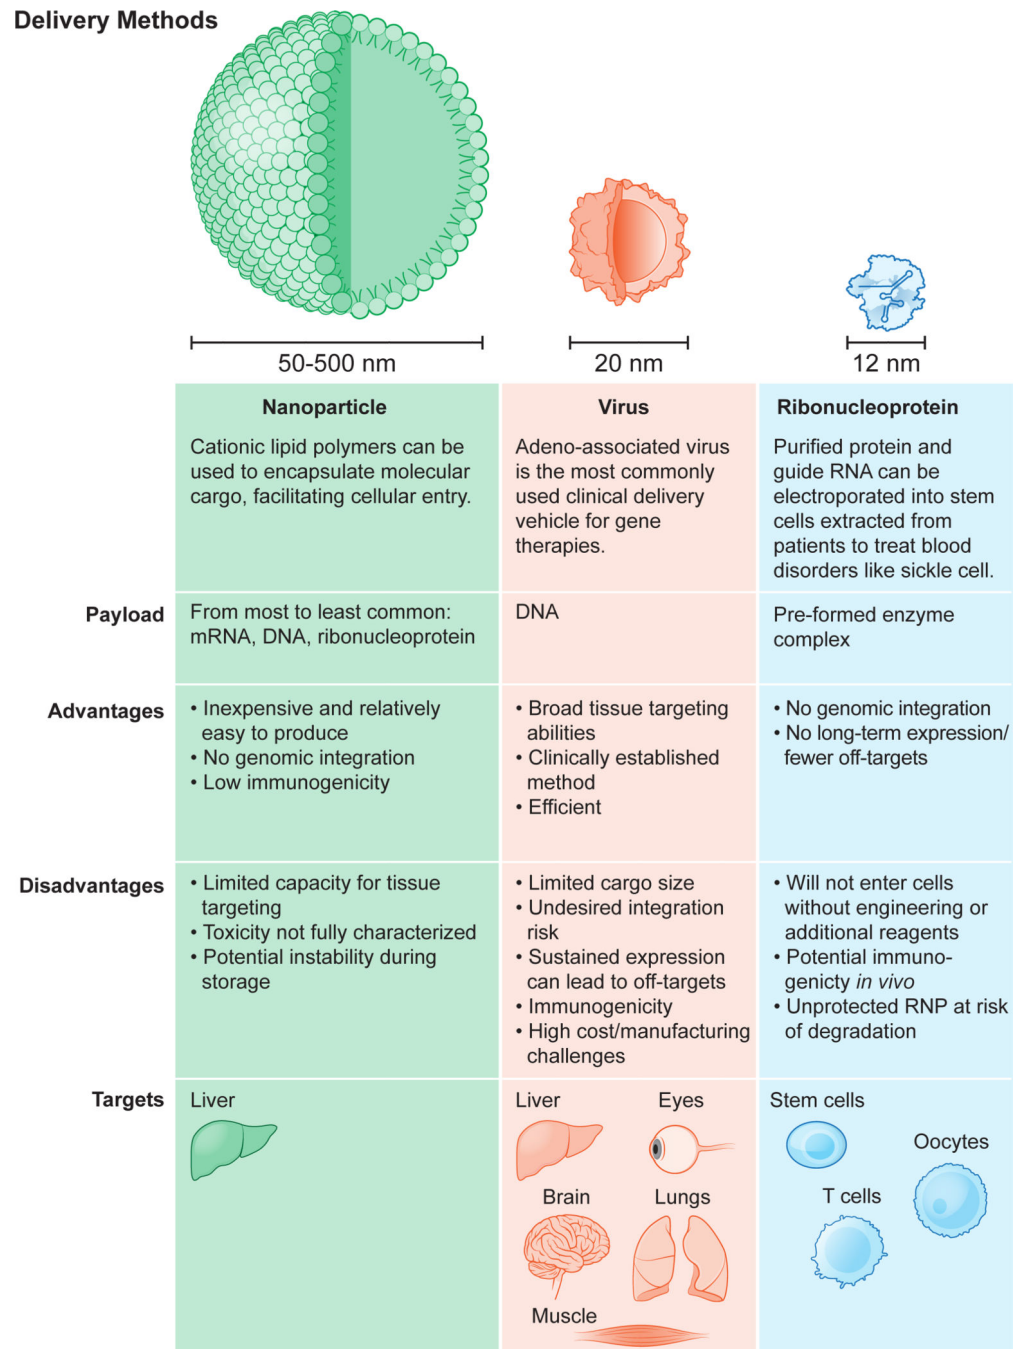 Delivery Methods
50-500 nm
20 nm
12 nm
Nanoparticle
Cationic lipid polymers can be
used to encapsulate molecular
cargo, facilitating cellular entry.
Virus
Adeno-associated virus
is the most commonly
used clinical delivery
vehicle for gene
therapies.
Ribonucleoprotein
Purified protein and
guide RNA can be
electroporated into stem
cells extracted from
patients to treat blood
disorders like sickle cell.
Payload
From most to least common:
mRNA, DNA, ribonucleoprotein
DNA
Pre-formed enzyme
complex
Advantages
• Inexpensive and relatively
easy to produce
• No genomic integration
• Low immunogenicity
• Broad tissue targeting
abilities
• Clinically established
method
• Efficient
• No genomic integration
• No long-term expression/
fewer off-targets
Disadvantages
• Limited capacity for tissue
targeting
• Toxicity not fully characterized
• Potential instability during
storage
• Limited cargo size
• Undesired integration
risk
• Sustained expression
can lead to off-targets
• Immunogenicity
• High cost/manufacturing
challenges
• Will not enter cells
without engineering or
additional reagents
• Potential immuno-
genicty in vivo
• Unprotected RNP at risk
of degradation
Targets
Liver
Liver
Eyes
Brain
Lungs
Muscle
Stem cells
Oocytes
T cells